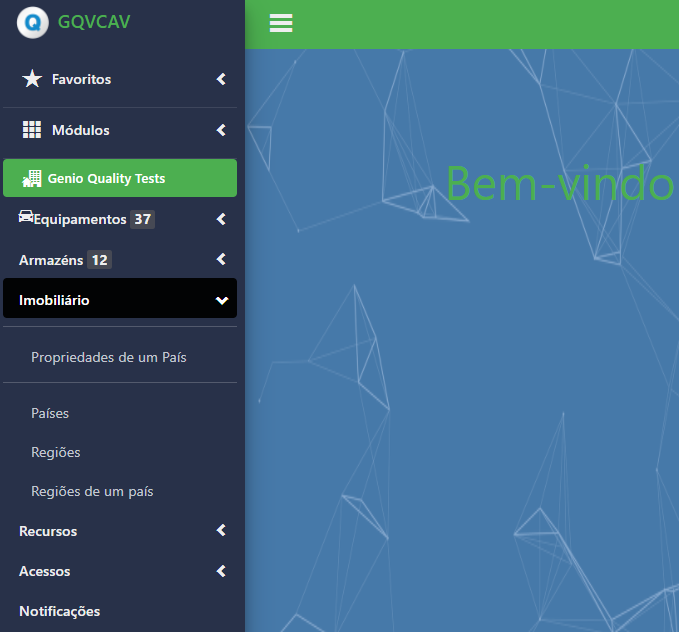 GQVCAV
Favoritos
Módulos
Genio Quality Tests
Equipamentos 37
Armazéns 12
Imobiliário
Propriedades de um País
Países
Regiões
Regiões de um país
Recursos
Acessos
Notificações
Bem-vindo